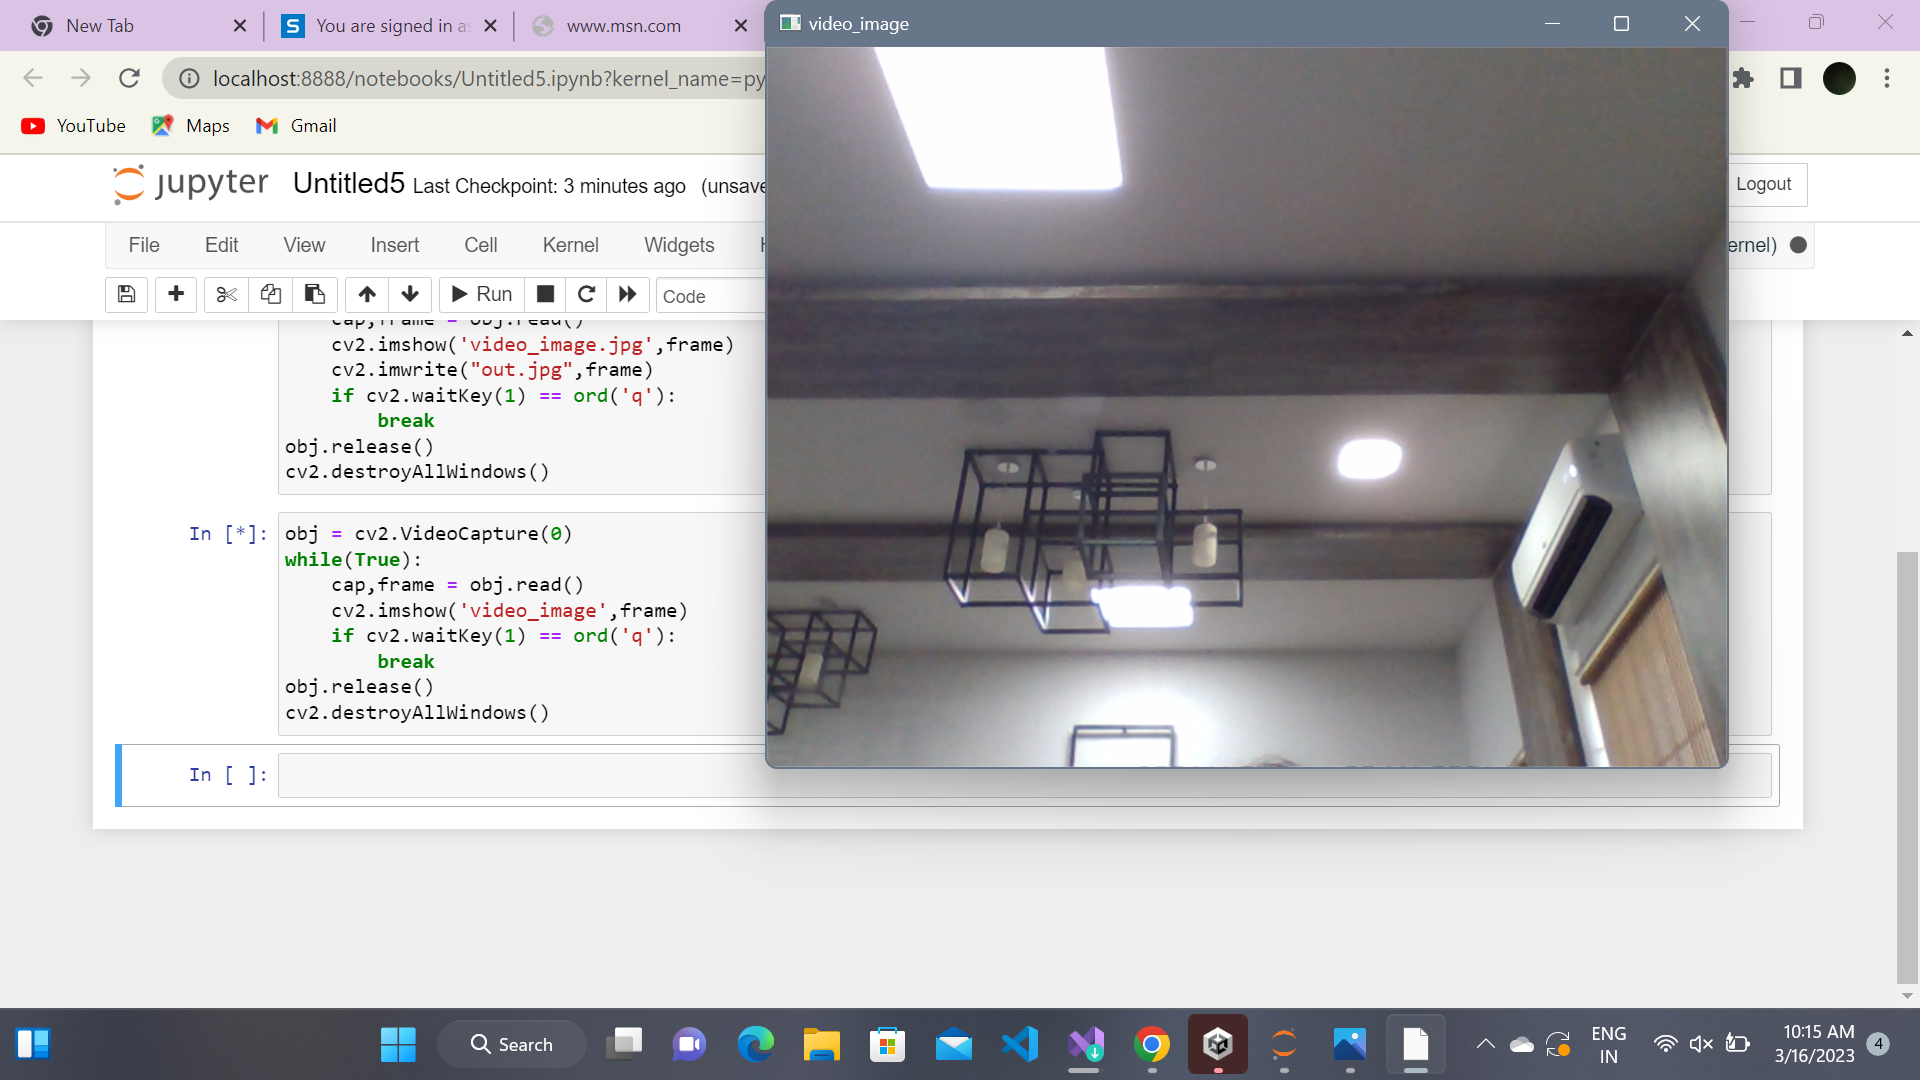 New Tab
You are signed in as
www.msn.com
video_image
localhost:8888/notebooks/Untitled5.ipynb?kernel_name=py
YouTube
Maps
Gmail
jupyter
Untitled5
Last Checkpoint: 3 minutes ago
(unsave
Logout
File
Edit
View
Insert
Cell
Kernel
Widgets
H
ernel)
Run
Code
cap,frame = obj.read()
cv2.imshow('video_image.jpg',frame)
cv2.imwrite("out.jpg",frame)
if cv2.waitKey(1) == ord('q'):
break
obj.release()
cv2.destroyAllWindows()
In [*]:
obj = cv2.VideoCapture(0)
while(True):
cap,frame = obj.read()
cv2.imshow('video_image',frame)
if cv2.waitKey(1) == ord('q'):
break
obj.release()
cv2.destroyAllWindows()
In [ ]:
Search
ENG
IN
10:15 AM
3/16/2023
4